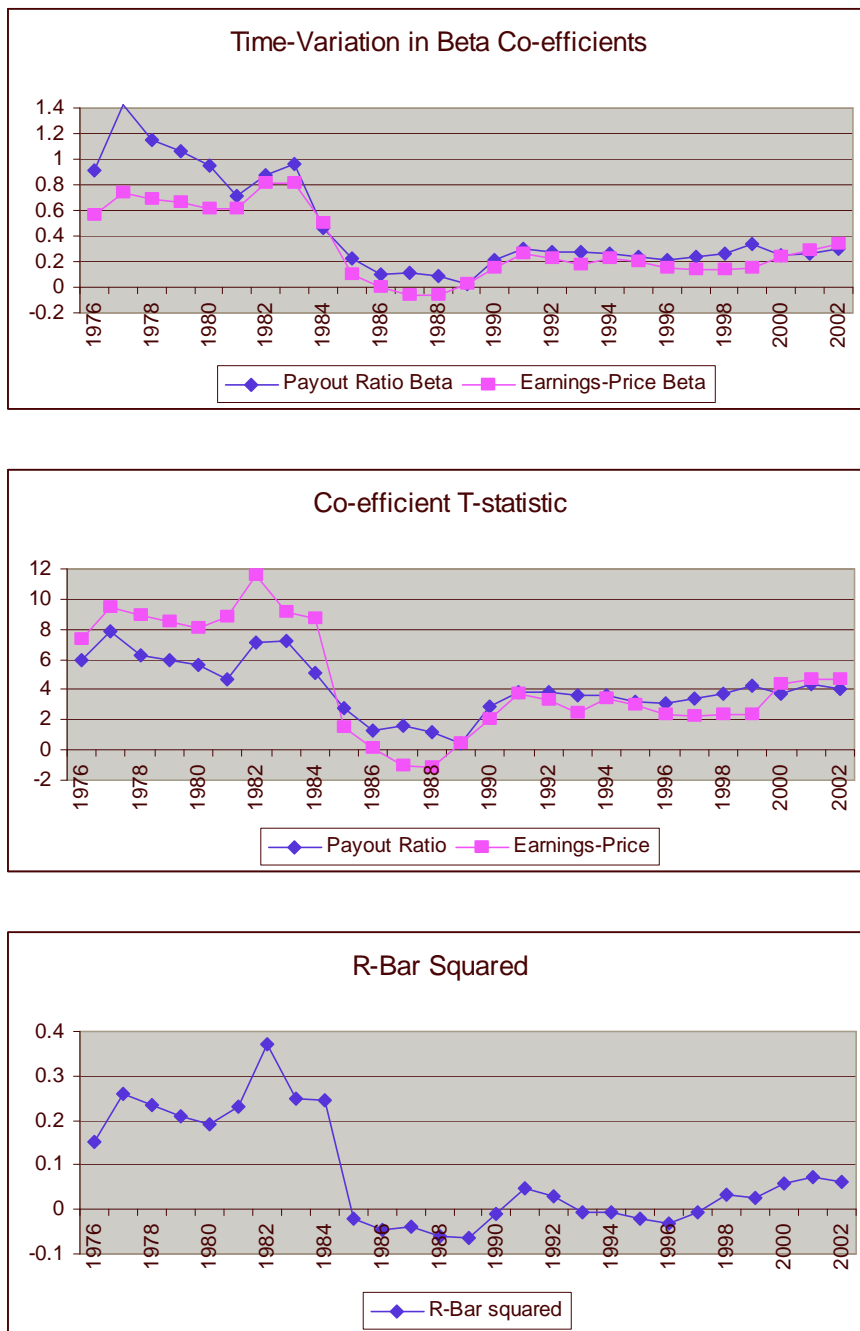 Time-Variation in Beta Co-efficients
1.4
1.2
1
0.8
0.6
0.4
0.2
0
-0.2
1976 1978 1980 1982 1984 1986 1988 1990 1992 1994 1996 1998 2000 2002
Payout Ratio Beta Earnings-Price Beta
Co-efficient T-statistic
12
10
8
6
4
2
0
-2
1976 1978 1980 1982 1984 1986 1988 1990 1992 1994 1996 1998 2000 2002
Payout Ratio Earnings-Price
R-Bar Squared
0.4
0.3
0.2
0.1
0
-0.1
1976 1978 1980 1982 1984 1986 1988 1990 1992 1994 1996 1998 2000 2002
R-Bar squared